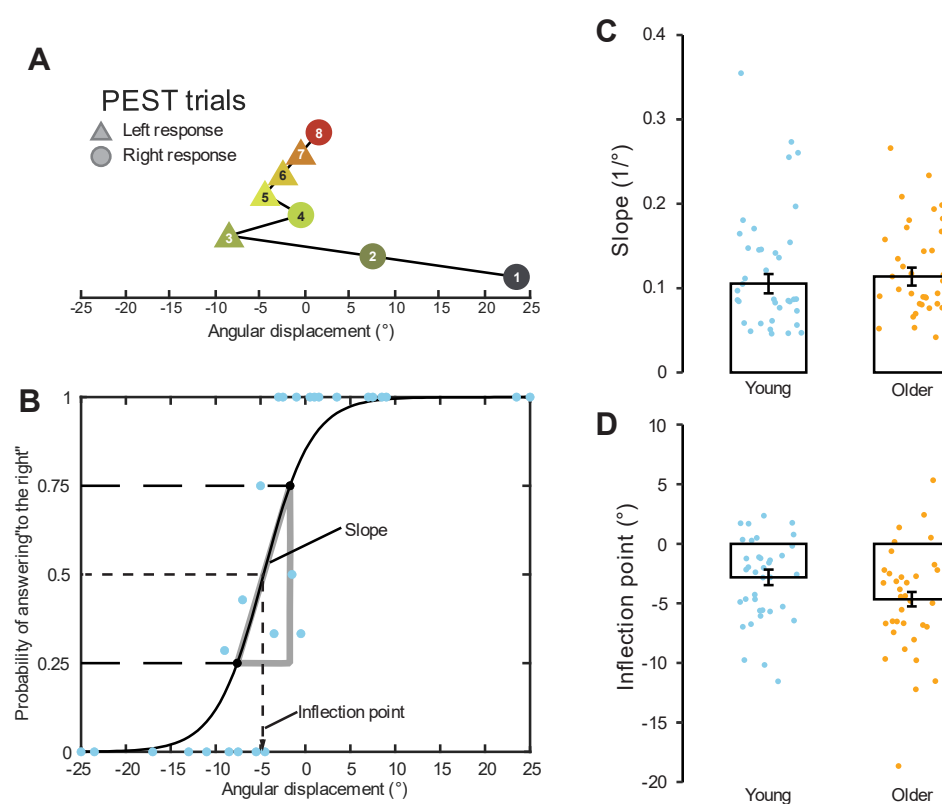 A
PEST trials
Left response
Right response
8
7
6
5
4
3
2
1
-25 -20 -15 -10 -5 0 5 10 15 20 25
Angular displacement (°)
B
Probability of answering"to the right"
1
0.75
0.5
0.25
0
Slope
Inflection point
-25 -20 -15 -10 -5 0 5 10 15 20 25
Angular displacement (°)
C
Slope (1/°)
0.4
0.3
0.2
0.1
0
Young Older
D
Inflection point (°)
10
5
0
-5
-10
-15
-20
Young Older